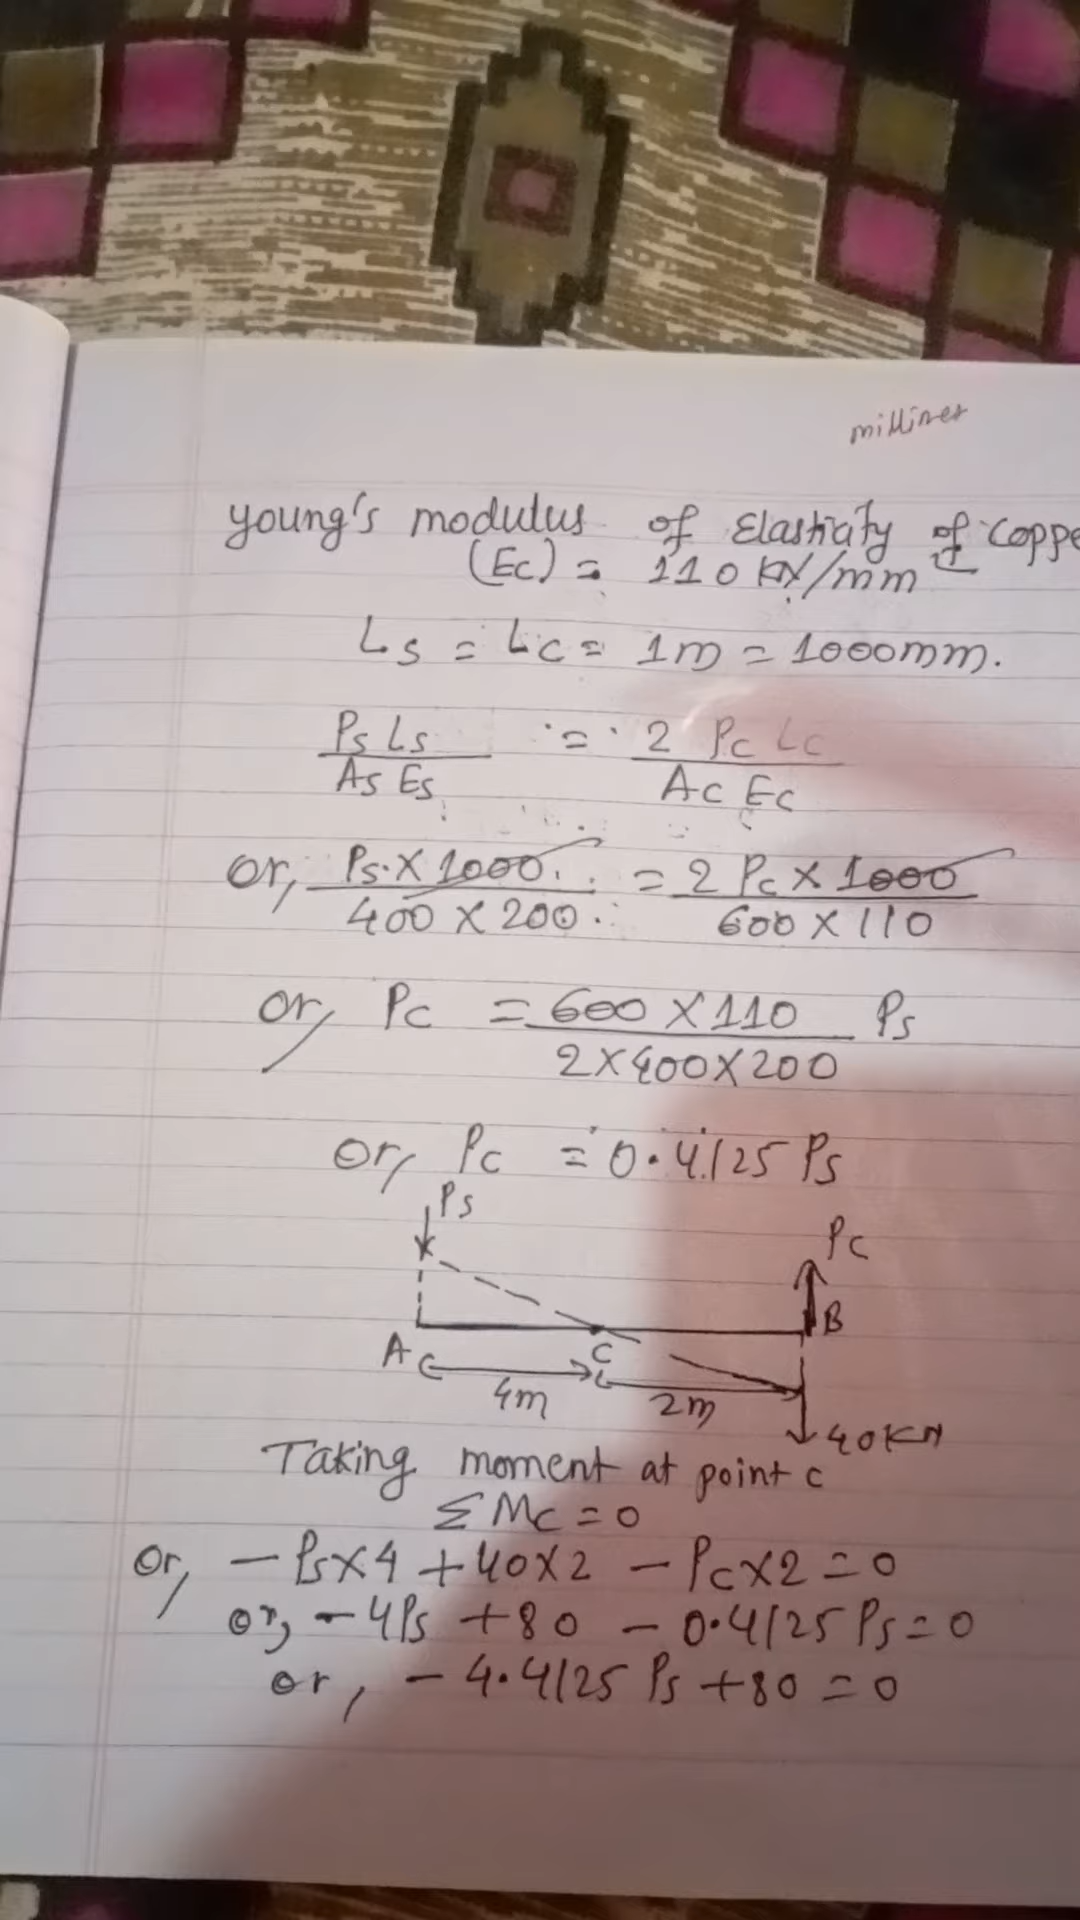 milliner
young's modulus of Elasticity of Coppe
(Ec) = 110 KN/mm²
Ls = Lc = 1m = 1000mm.
Ps Ls / As Es = 2 Pc Lc / Ac Ec
or, Ps × 1000 / 400 × 200 = 2 Pc × 1000 / 600 × 110
or, Pc = 600 × 110 / 2 × 400 × 200 Ps
or, Pc = 0.4125 Ps
Ps
Pc
A
C
B
4m
2m
40KN
Taking moment at point c
Σ Mc = 0
or, - Ps × 4 + 40 × 2 - Pc × 2 = 0
or, - 4Ps + 80 - 0.4125 Ps = 0
or, - 4.4125 Ps + 80 = 0